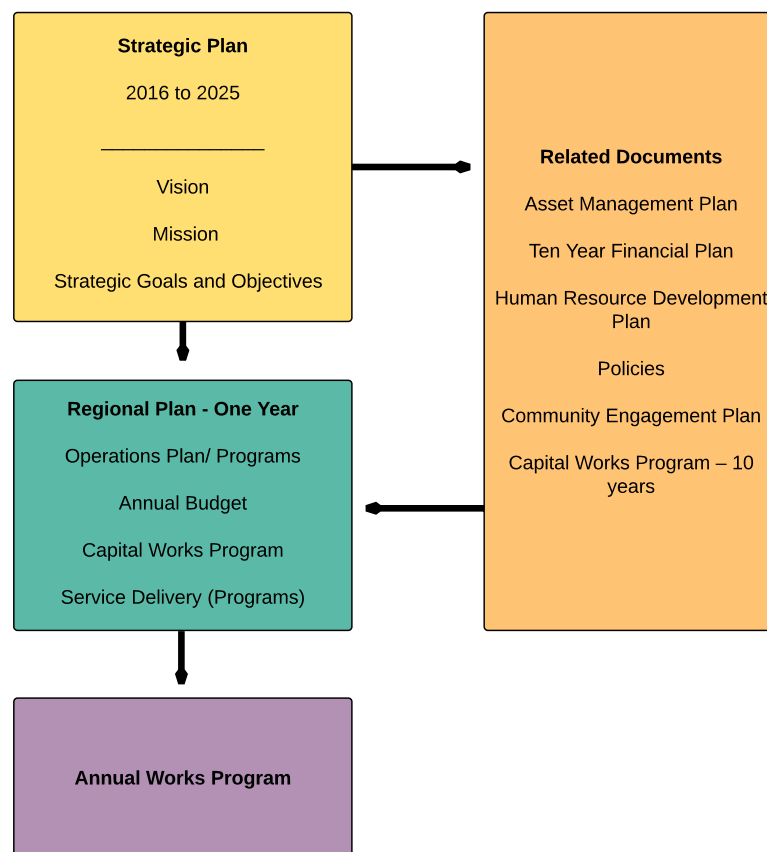 Strategic Plan
2016 to 2025
_______________
Vision
Mission
Strategic Goals and Objectives
Related Documents
Asset Management Plan
Ten Year Financial Plan
Human Resource Development
Plan
Policies
Community Engagement Plan
Capital Works Program – 10
years
Regional Plan - One Year
Operations Plan/ Programs
Annual Budget
Capital Works Program
Service Delivery (Programs)
Annual Works Program